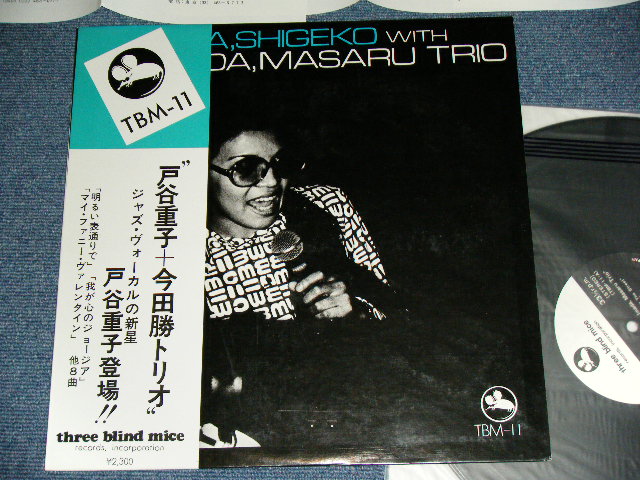 A,SHIGEKO WITH
DA,MASARU TRIO
TBM-11
"戸谷重子+今田勝トリオ"
ジャズ・ヴォーカルの新星
戸谷重子登場!!
「明るい表通りで」「我が心のジョージア」
「マイ・ファニー・ヴァレンタイン」 他8曲
three blind mice
records, incorporation
¥2,300
TBM-11
three blind mice